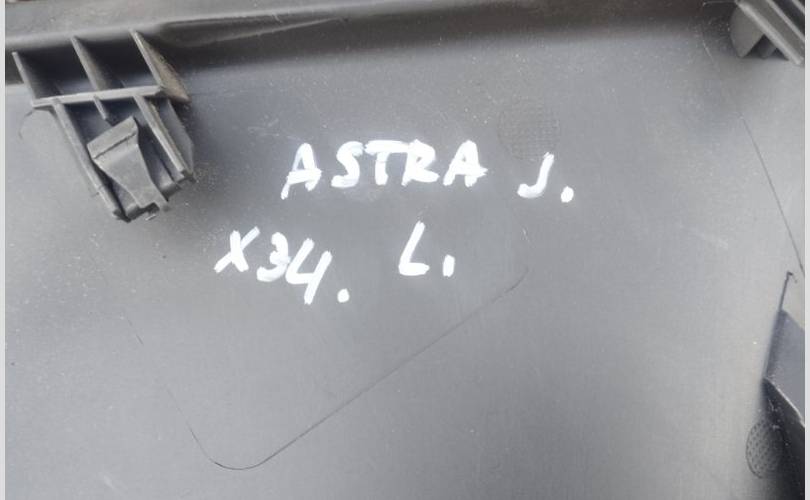 ASTRA J.
X34. L.